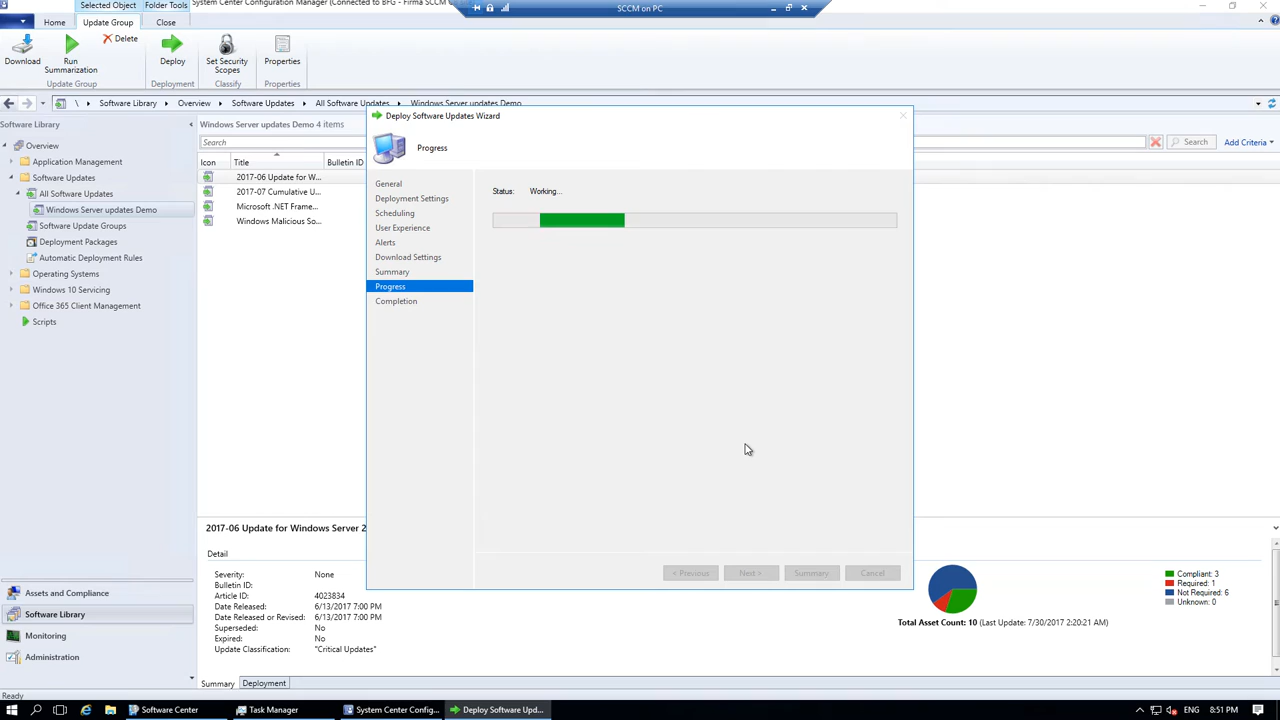 Selected Object
Folder Tools
System Center Configuration Manager (Connected to BFG - Firma SCCM
SCCM on PC
Home
Update Group
Close
Download
Run
Summarization
Delete
Update Group
Deploy
Deployment
Set Security
Scopes
Classify
Properties
Properties
\ Software Library Overview Software Updates All Software Updates Windows Server updates Demo
Software Library
Overview
Application Management
Software Updates
All Software Updates
Windows Server updates Demo
Software Update Groups
Deployment Packages
Automatic Deployment Rules
Operating Systems
Windows 10 Servicing
Office 365 Client Management
Scripts
Windows Server updates Demo 4 items
Search
Search
Add Criteria
Icon Title Bulletin ID
2017-06 Update for W...
2017-07 Cumulative U...
Microsoft .NET Frame...
Windows Malicious So...
Deploy Software Updates Wizard
Progress
General
Deployment Settings
Scheduling
User Experience
Alerts
Download Settings
Summary
Progress
Completion
Status: Working...
< Previous
Next >
Summary
Cancel
2017-06 Update for Windows Server 2
Detail
Severity: None
Bulletin ID:
Article ID: 4023834
Date Released: 6/13/2017 7:00 PM
Date Released or Revised: 6/13/2017 7:00 PM
Superseded: No
Expired: No
Update Classification: "Critical Updates"
Compliant: 3
Required: 1
Not Required: 6
Unknown: 0
Total Asset Count: 10 (Last Update: 7/30/2017 2:20:21 AM)
Assets and Compliance
Software Library
Monitoring
Administration
Summary
Deployment
Ready
Software Center
Task Manager
System Center Config...
Deploy Software Upd...
ENG
8:51 PM